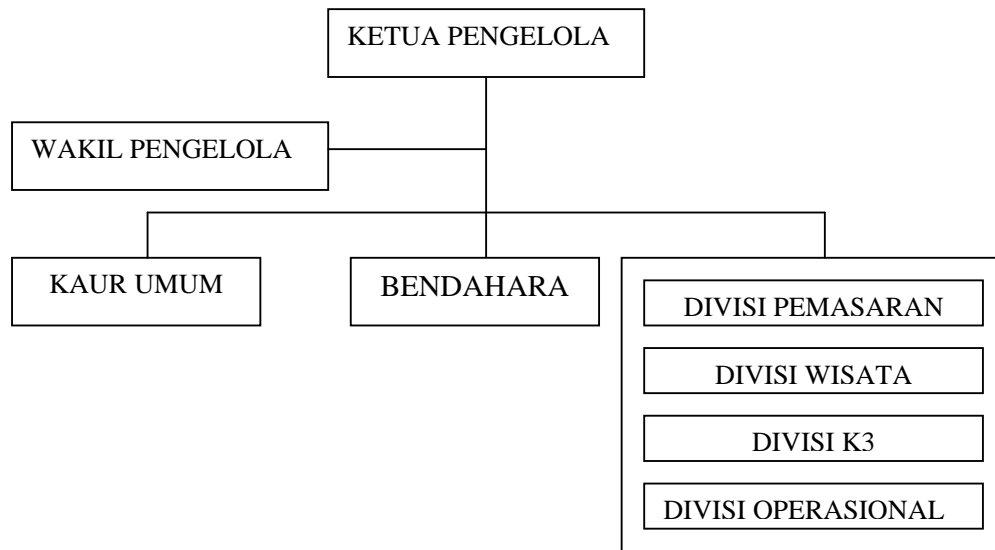 KETUA PENGELOLA
WAKIL PENGELOLA
KAUR UMUM
BENDAHARA
DIVISI PEMASARAN
DIVISI WISATA
DIVISI K3
DIVISI OPERASIONAL